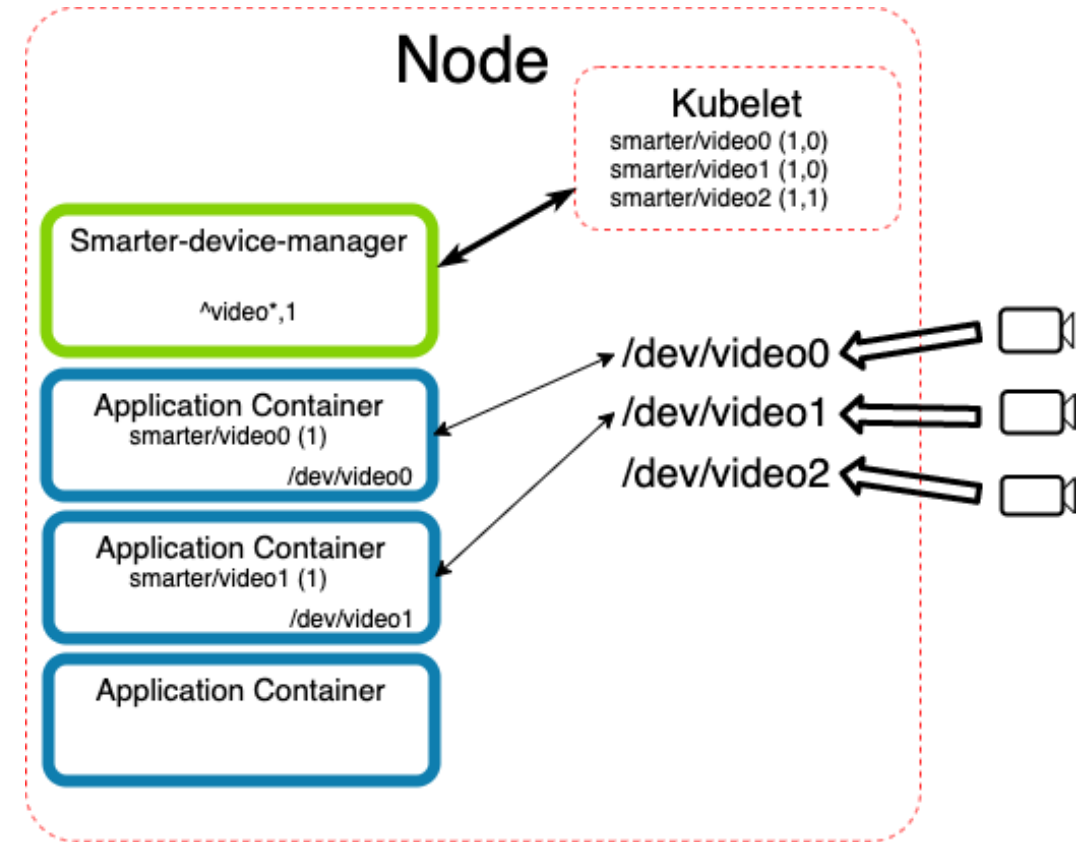 Node
Kubelet
smarter/video0 (1,0)
smarter/video1 (1,0)
smarter/video2 (1,1)
Smarter-device-manager
^video*,1
Application Container
smarter/video0 (1)
/dev/video0
Application Container
smarter/video1 (1)
/dev/video1
Application Container
/dev/video0
/dev/video1
/dev/video2